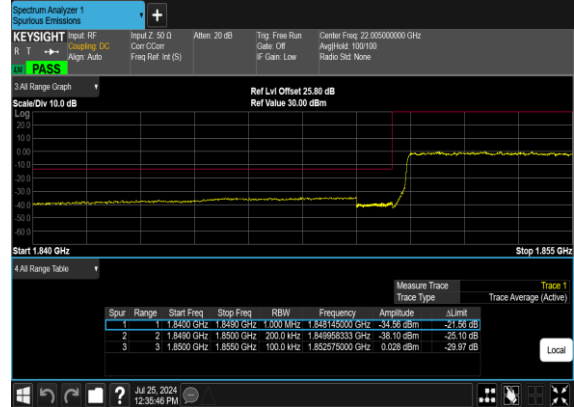 Spectrum Analyzer 1
Spurious Emissions
+
KEYSIGHT Input: RF Input Z: 50 Ω Atten: 20 dB Trig: Free Run Center Freq: 22.005000000 GHz
R T Coupling: DC Corr CCorr Gate: Off Avg|Hold: 100/100
Align: Auto Freq Ref: Int (S) IF Gain: Low Radio Std: None
PASS
3 All Range Graph
Ref Lvl Offset 25.80 dB
Scale/Div 10.0 dB Ref Value 30.00 dBm
Log
20.0
10.0
0.00
-10.0
-20.0
-30.0
-40.0
-50.0
-60.0
Start 1.840 GHz Stop 1.855 GHz
4 All Range Table
Measure Trace Trace 1
Trace Type Trace Average (Active)
Spur Range Start Freq Stop Freq RBW Frequency Amplitude ΔLimit
1 1 1.8400 GHz 1.8490 GHz 1.000 MHz 1.848145000 GHz -34.56 dBm -21.56 dB
2 2 1.8490 GHz 1.8500 GHz 200.0 kHz 1.849958333 GHz -38.10 dBm -25.10 dB
3 3 1.8500 GHz 1.8550 GHz 100.0 kHz 1.852575000 GHz 0.028 dBm -29.97 dB
Local
? Jul 25, 2024
12:35:46 PM